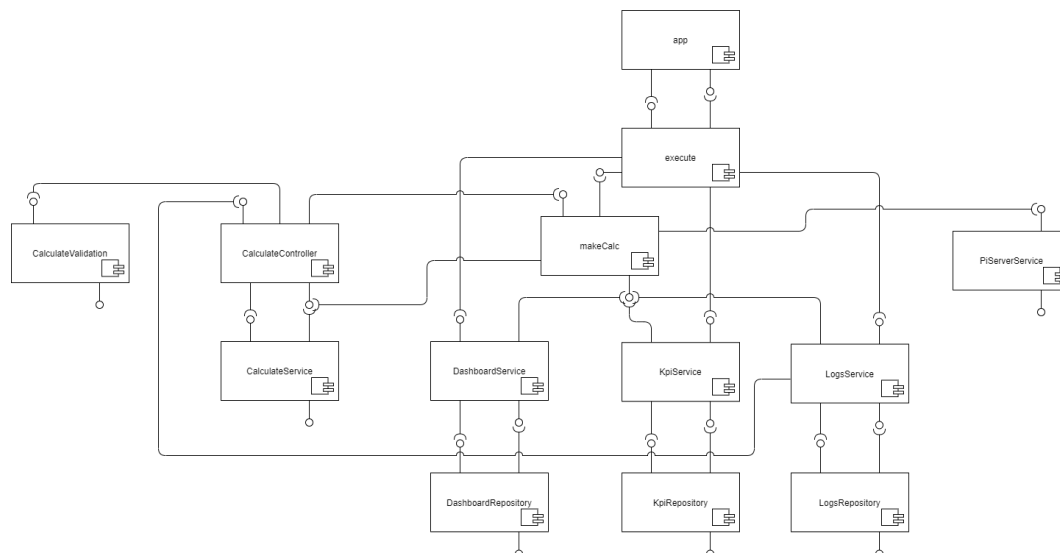 app
execute
CalculateValidation
CalculateController
makeCalc
PiServerService
CalculateService
DashboardService
KpiService
LogsService
DashboardRepository
KpiRepository
LogsRepository